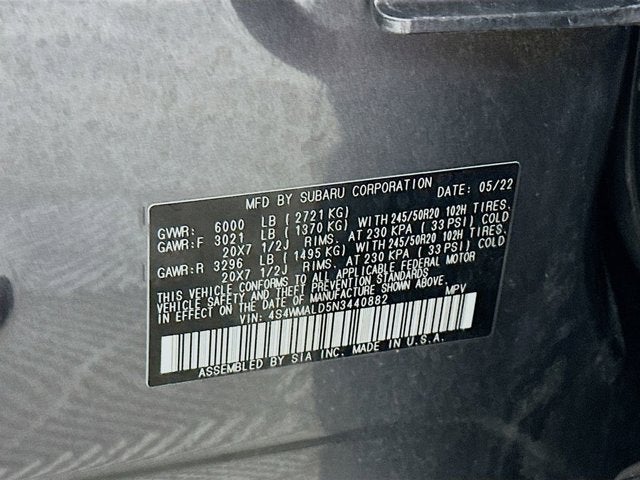 MFD BY SUBARU CORPORATION DATE: 05/22
GVWR: 6000 LB ( 2721 KG)
GAWR:F 3021 LB ( 1370 KG) WITH 245/50R20 102H TIRES,
20X7 1/2J RIMS, AT 230 KPA ( 33 PSI) COLD
GAWR:R 3296 LB ( 1495 KG) WITH 245/50R20 102H TIRES,
20X7 1/2J RIMS, AT 230 KPA ( 33 PSI) COLD
THIS VEHICLE CONFORMS TO ALL APPLICABLE FEDERAL MOTOR
VEHICLE SAFETY AND THEFT PREVENTION STANDARDS
IN EFFECT ON THE DATE OF MANUFACTURE SHOWN ABOVE.
VIN: 4S4WMALD5N3440882 MPV
ASSEMBLED BY SIA INC. MADE IN U.S.A.